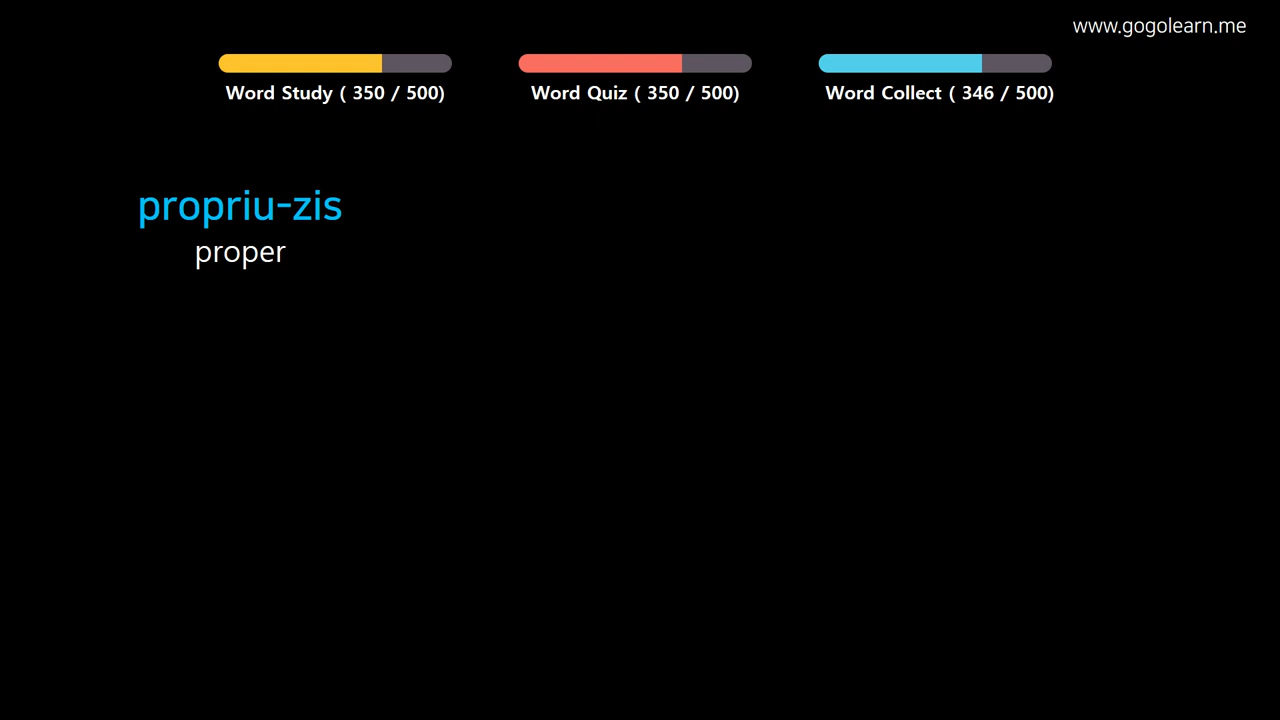 www.gogolearn.me
Word Study ( 350 / 500)
Word Quiz ( 350 / 500)
Word Collect ( 346 / 500)
propriu-zis
proper